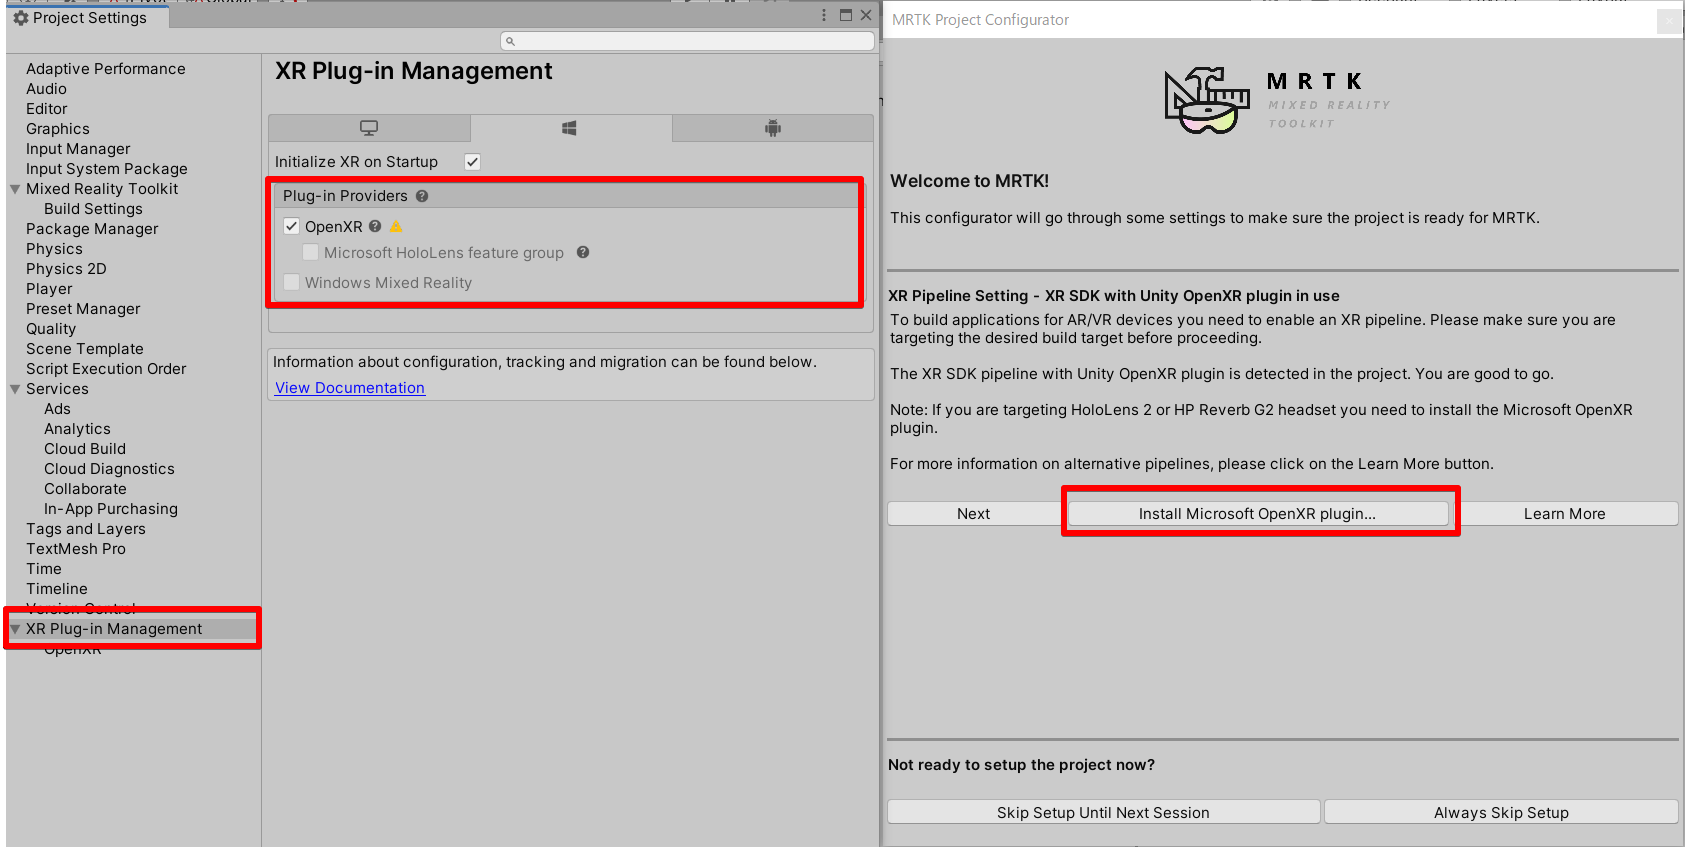 Project Settings
Adaptive Performance
Audio
Editor
Graphics
Input Manager
Input System Package
Mixed Reality Toolkit
Build Settings
Package Manager
Physics
Physics 2D
Player
Preset Manager
Quality
Scene Template
Script Execution Order
Services
Ads
Analytics
Cloud Build
Cloud Diagnostics
Collaborate
In-App Purchasing
Tags and Layers
TextMesh Pro
Time
Timeline
Version Control
XR Plug-in Management
OpenXR
XR Plug-in Management
Initialize XR on Startup
Plug-in Providers
OpenXR
Microsoft HoloLens feature group
Windows Mixed Reality
Information about configuration, tracking and migration can be found below.
View Documentation
MRTK Project Configurator
MRTK
MIXED REALITY
TOOLKIT
Welcome to MRTK!
This configurator will go through some settings to make sure the project is ready for MRTK.
XR Pipeline Setting - XR SDK with Unity OpenXR plugin in use
To build applications for AR/VR devices you need to enable an XR pipeline. Please make sure you are
targeting the desired build target before proceeding.
The XR SDK pipeline with Unity OpenXR plugin is detected in the project. You are good to go.
Note: If you are targeting HoloLens 2 or HP Reverb G2 headset you need to install the Microsoft OpenXR
plugin.
For more information on alternative pipelines, please click on the Learn More button.
Next
Install Microsoft OpenXR plugin...
Learn More
Not ready to setup the project now?
Skip Setup Until Next Session
Always Skip Setup